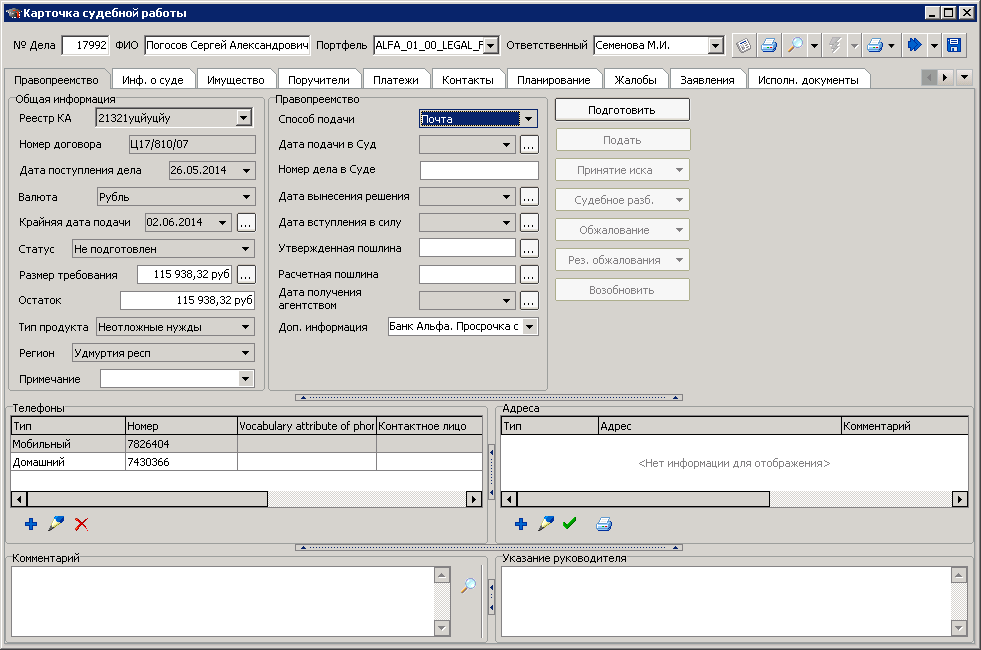 Карточка судебной работы
№ Дела 17992 ФИО Погосов Сергей Александрович Портфель ALFA_01_00_LEGAL_F Ответственный Семенова М.И.
Правопреемство Инф. о суде Имущество Поручители Платежи Контакты Планирование Жалобы Заявления Исполн. документы
Общая информация
Реестр КА 21321уцйуцйу
Номер договора Ц17/810/07
Дата поступления дела 26.05.2014
Валюта Рубль
Крайняя дата подачи 02.06.2014 ...
Статус Не подготовлен
Размер требования 115 938,32 руб ...
Остаток 115 938,32 руб
Тип продукта Неотложные нужды
Регион Удмуртия респ
Примечание
Правопреемство
Способ подачи Почта
Дата подачи в Суд ...
Номер дела в Суде
Дата вынесения решения ...
Дата вступления в силу ...
Утвержденная пошлина ...
Расчетная пошлина ...
Дата получения
агентством ...
Доп. информация Банк Альфа. Просрочка с
Подготовить
Подать
Принятие иска
Судебное разб.
Обжалование
Рез. обжалования
Возобновить
Телефоны
Тип Номер Vocabulary attribute of phor Контактное лицо
Мобильный 7826404
Домашний 7430366
Адреса
Тип Адрес Комментарий
<Нет информации для отображения>
Комментарий
Указание руководителя